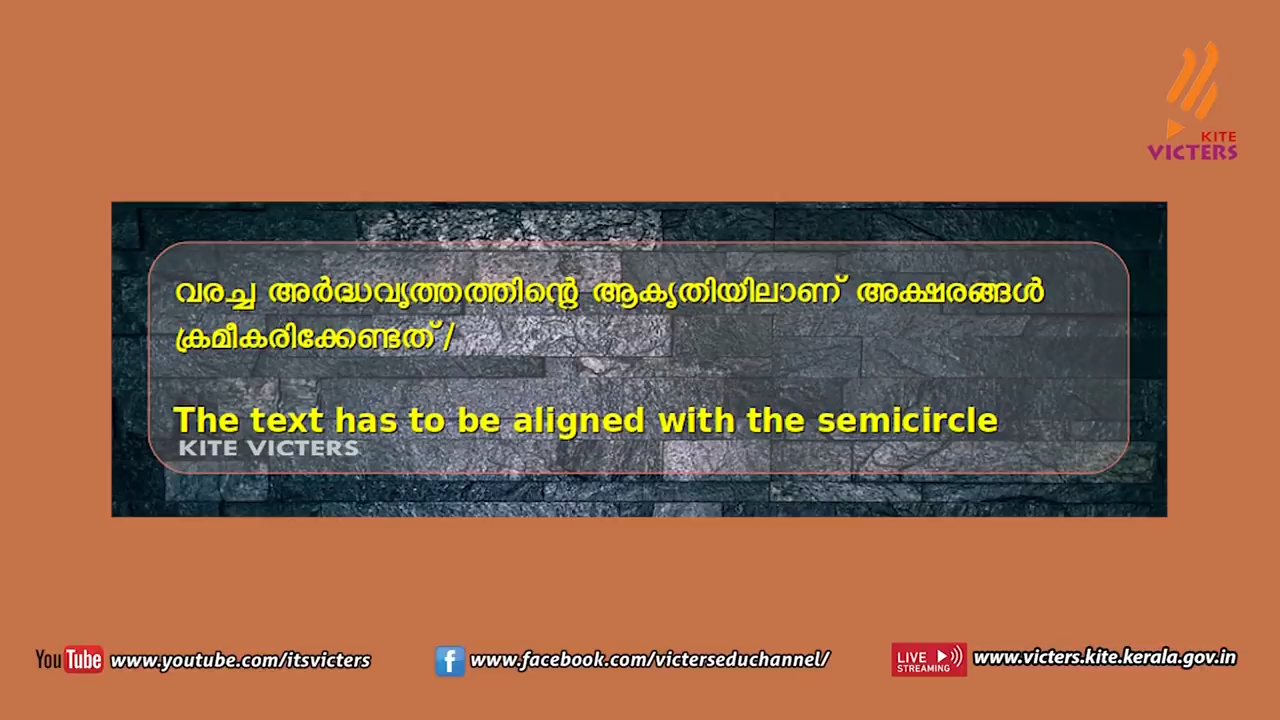 KITE
VICTERS
വരച്ച അർദ്ധവൃത്തത്തിന്റെ ആകൃതിയിലാണ് അക്ഷരങ്ങൾ
ക്രമീകരിക്കേണ്ടത്/
The text has to be aligned with the semicircle
KITE VICTERS
YouTube www.youtube.com/itsvicters
f www.facebook.com/victerseduchannel/
LIVE STREAMING www.victers.kite.kerala.gov.in